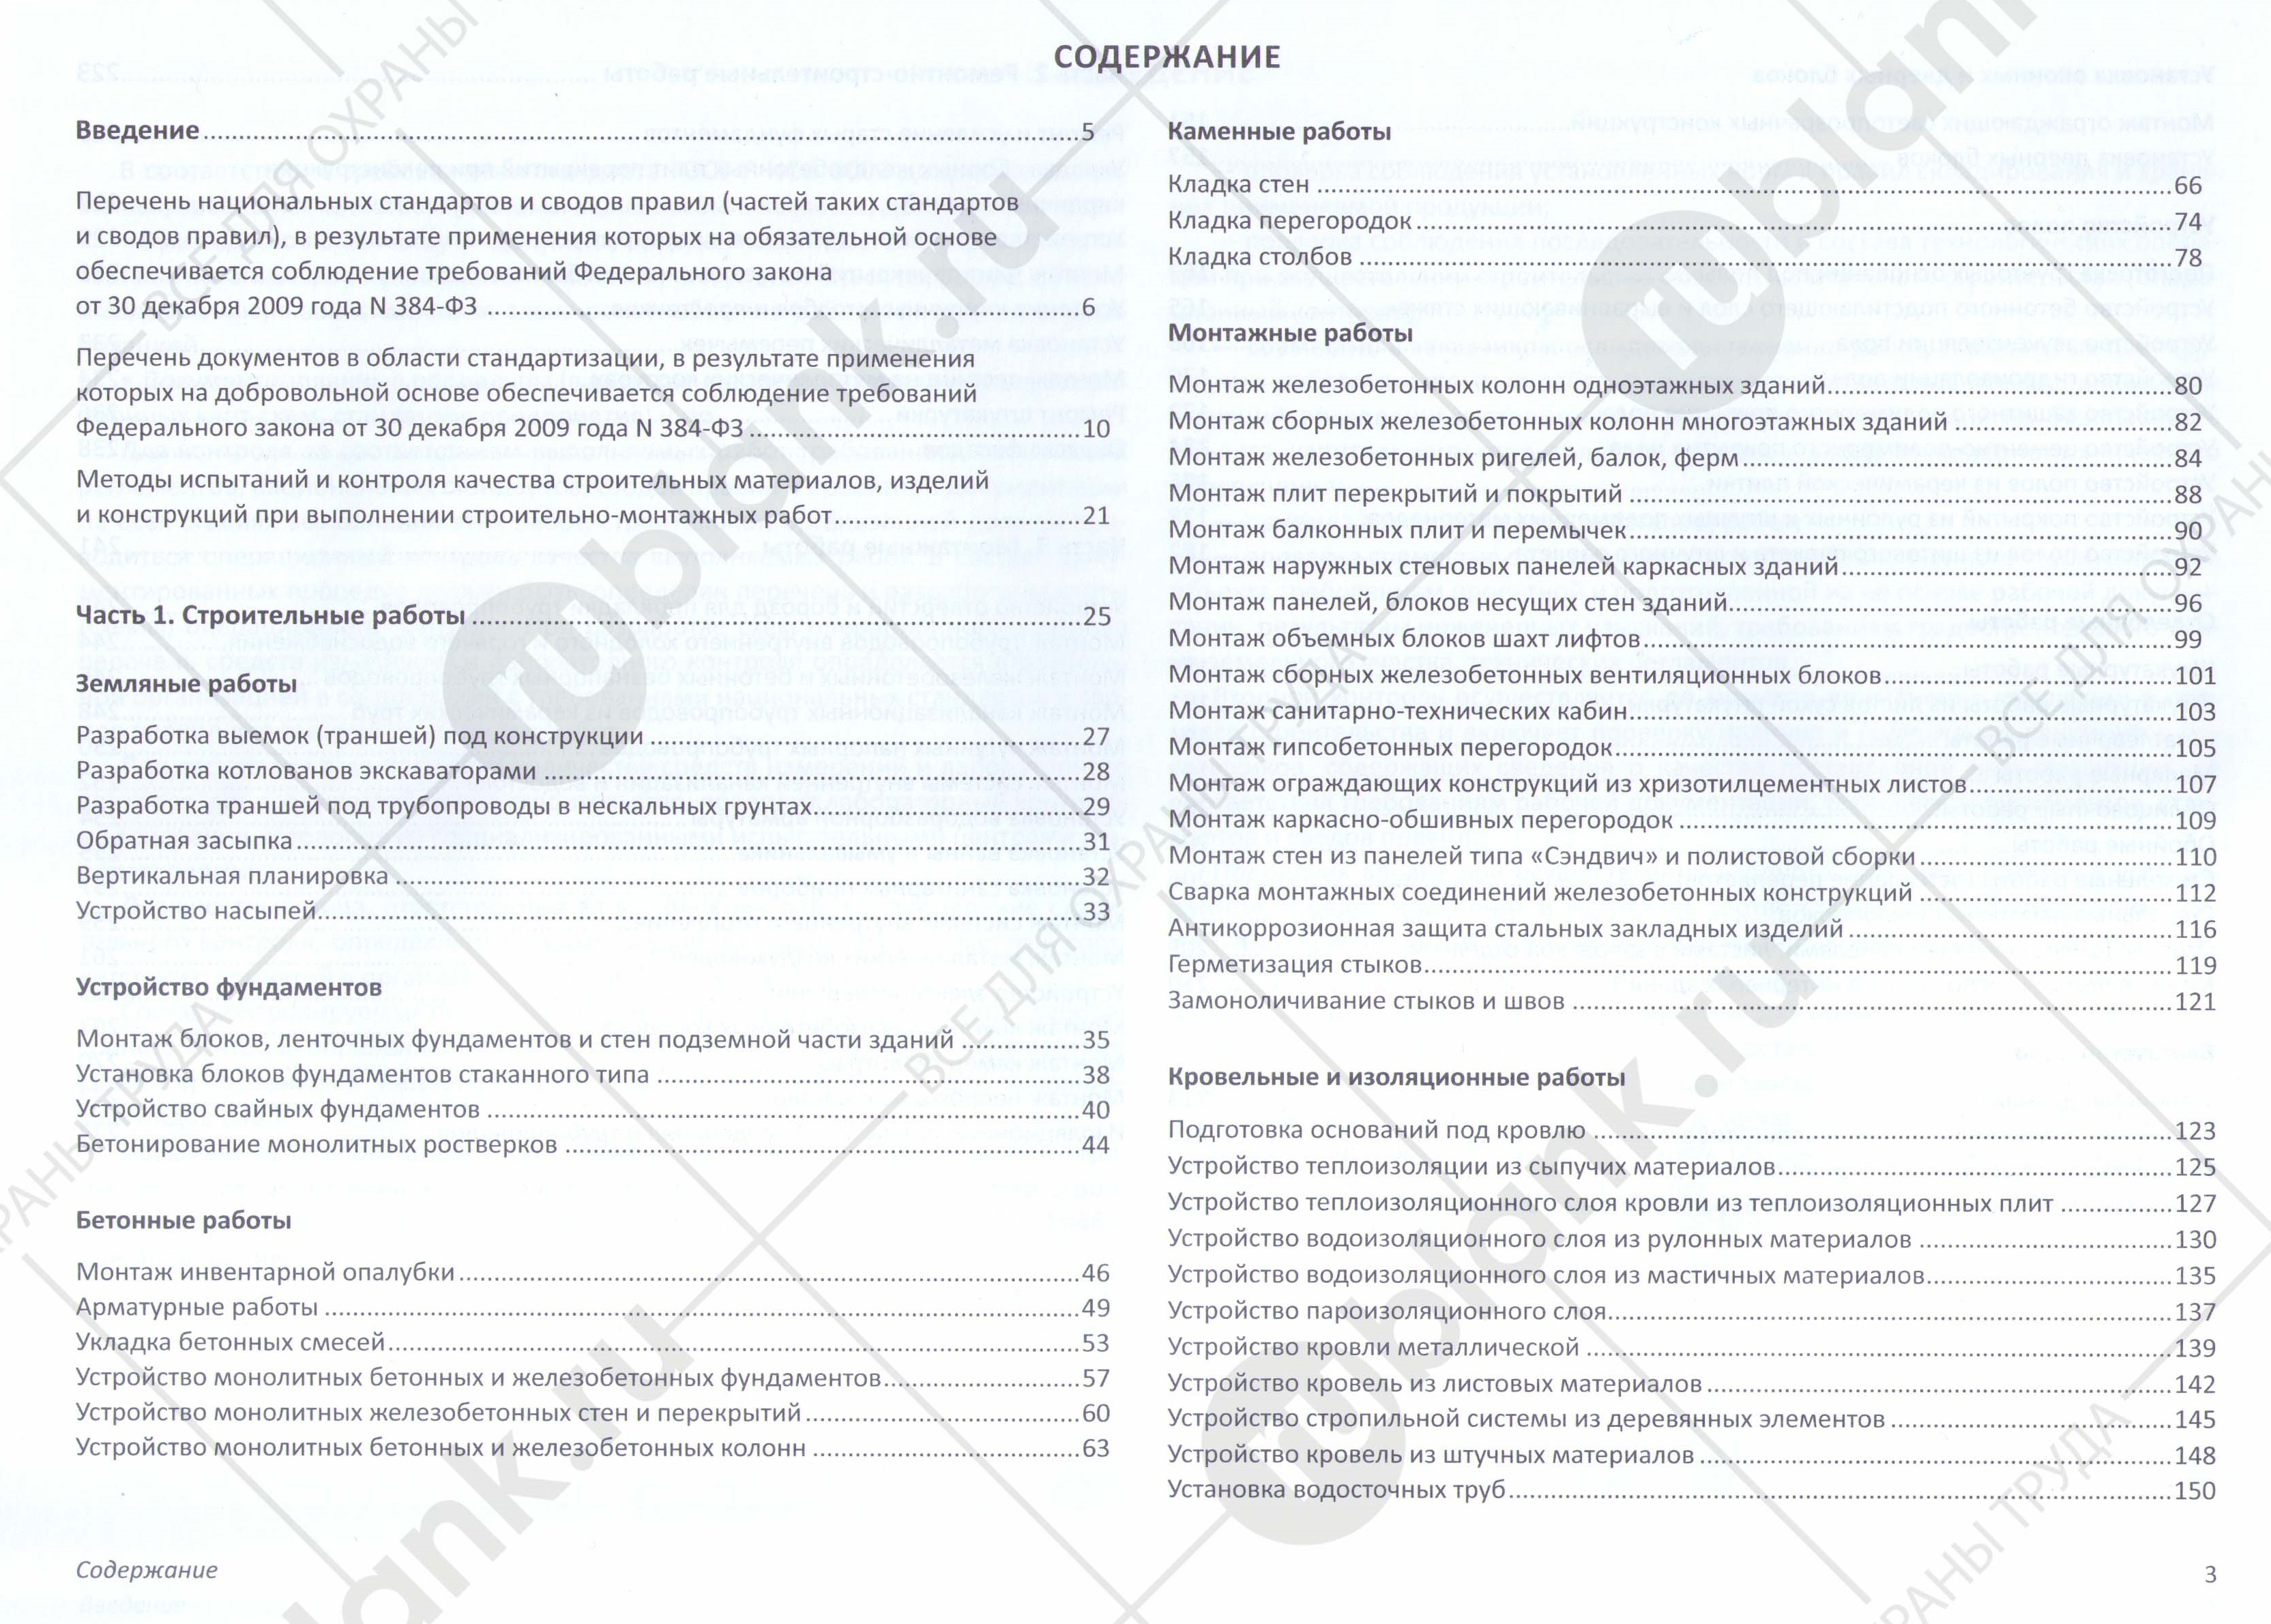 СОДЕРЖАНИЕ
Введение 5
Перечень национальных стандартов и сводов правил (частей таких стандартов
и сводов правил), в результате применения которых на обязательной основе
обеспечивается соблюдение требований Федерального закона
от 30 декабря 2009 года N 384-ФЗ 6
Перечень документов в области стандартизации, в результате применения
которых на добровольной основе обеспечивается соблюдение требований
Федерального закона от 30 декабря 2009 года N 384-ФЗ 10
Методы испытаний и контроля качества строительных материалов, изделий
и конструкций при выполнении строительно-монтажных работ 21
Часть 1. Строительные работы 25
Земляные работы
Разработка выемок (траншей) под конструкции 27
Разработка котлованов экскаваторами 28
Разработка траншей под трубопроводы в нескальных грунтах 29
Обратная засыпка 31
Вертикальная планировка 32
Устройство насыпей 33
Устройство фундаментов
Монтаж блоков, ленточных фундаментов и стен подземной части зданий 35
Установка блоков фундаментов стаканного типа 38
Устройство свайных фундаментов 40
Бетонирование монолитных ростверков 44
Бетонные работы
Монтаж инвентарной опалубки 46
Арматурные работы 49
Укладка бетонных смесей 53
Устройство монолитных бетонных и железобетонных фундаментов 57
Устройство монолитных железобетонных стен и перекрытий 60
Устройство монолитных бетонных и железобетонных колонн 63
Каменные работы
Кладка стен 66
Кладка перегородок 74
Кладка столбов 78
Монтажные работы
Монтаж железобетонных колонн одноэтажных зданий 80
Монтаж сборных железобетонных колонн многоэтажных зданий 82
Монтаж железобетонных ригелей, балок, ферм 84
Монтаж плит перекрытий и покрытий 88
Монтаж балконных плит и перемычек 90
Монтаж наружных стеновых панелей каркасных зданий 92
Монтаж панелей, блоков несущих стен зданий 96
Монтаж объемных блоков шахт лифтов 99
Монтаж сборных железобетонных вентиляционных блоков 101
Монтаж санитарно-технических кабин 103
Монтаж гипсобетонных перегородок 105
Монтаж ограждающих конструкций из хризотилцементных листов 107
Монтаж каркасно-обшивных перегородок 109
Монтаж стен из панелей типа «Сэндвич» и полистовой сборки 110
Сварка монтажных соединений железобетонных конструкций 112
Антикоррозионная защита стальных закладных изделий 116
Герметизация стыков 119
Замоноличивание стыков и швов 121
Кровельные и изоляционные работы
Подготовка оснований под кровлю 123
Устройство теплоизоляции из сыпучих материалов 125
Устройство теплоизоляционного слоя кровли из теплоизоляционных плит 127
Устройство водоизоляционного слоя из рулонных материалов 130
Устройство водоизоляционного слоя из мастичных материалов 135
Устройство пароизоляционного слоя 137
Устройство кровли металлической 139
Устройство кровель из листовых материалов 142
Устройство стропильной системы из деревянных элементов 145
Устройство кровель из штучных материалов 148
Установка водосточных труб 150
Содержание
3